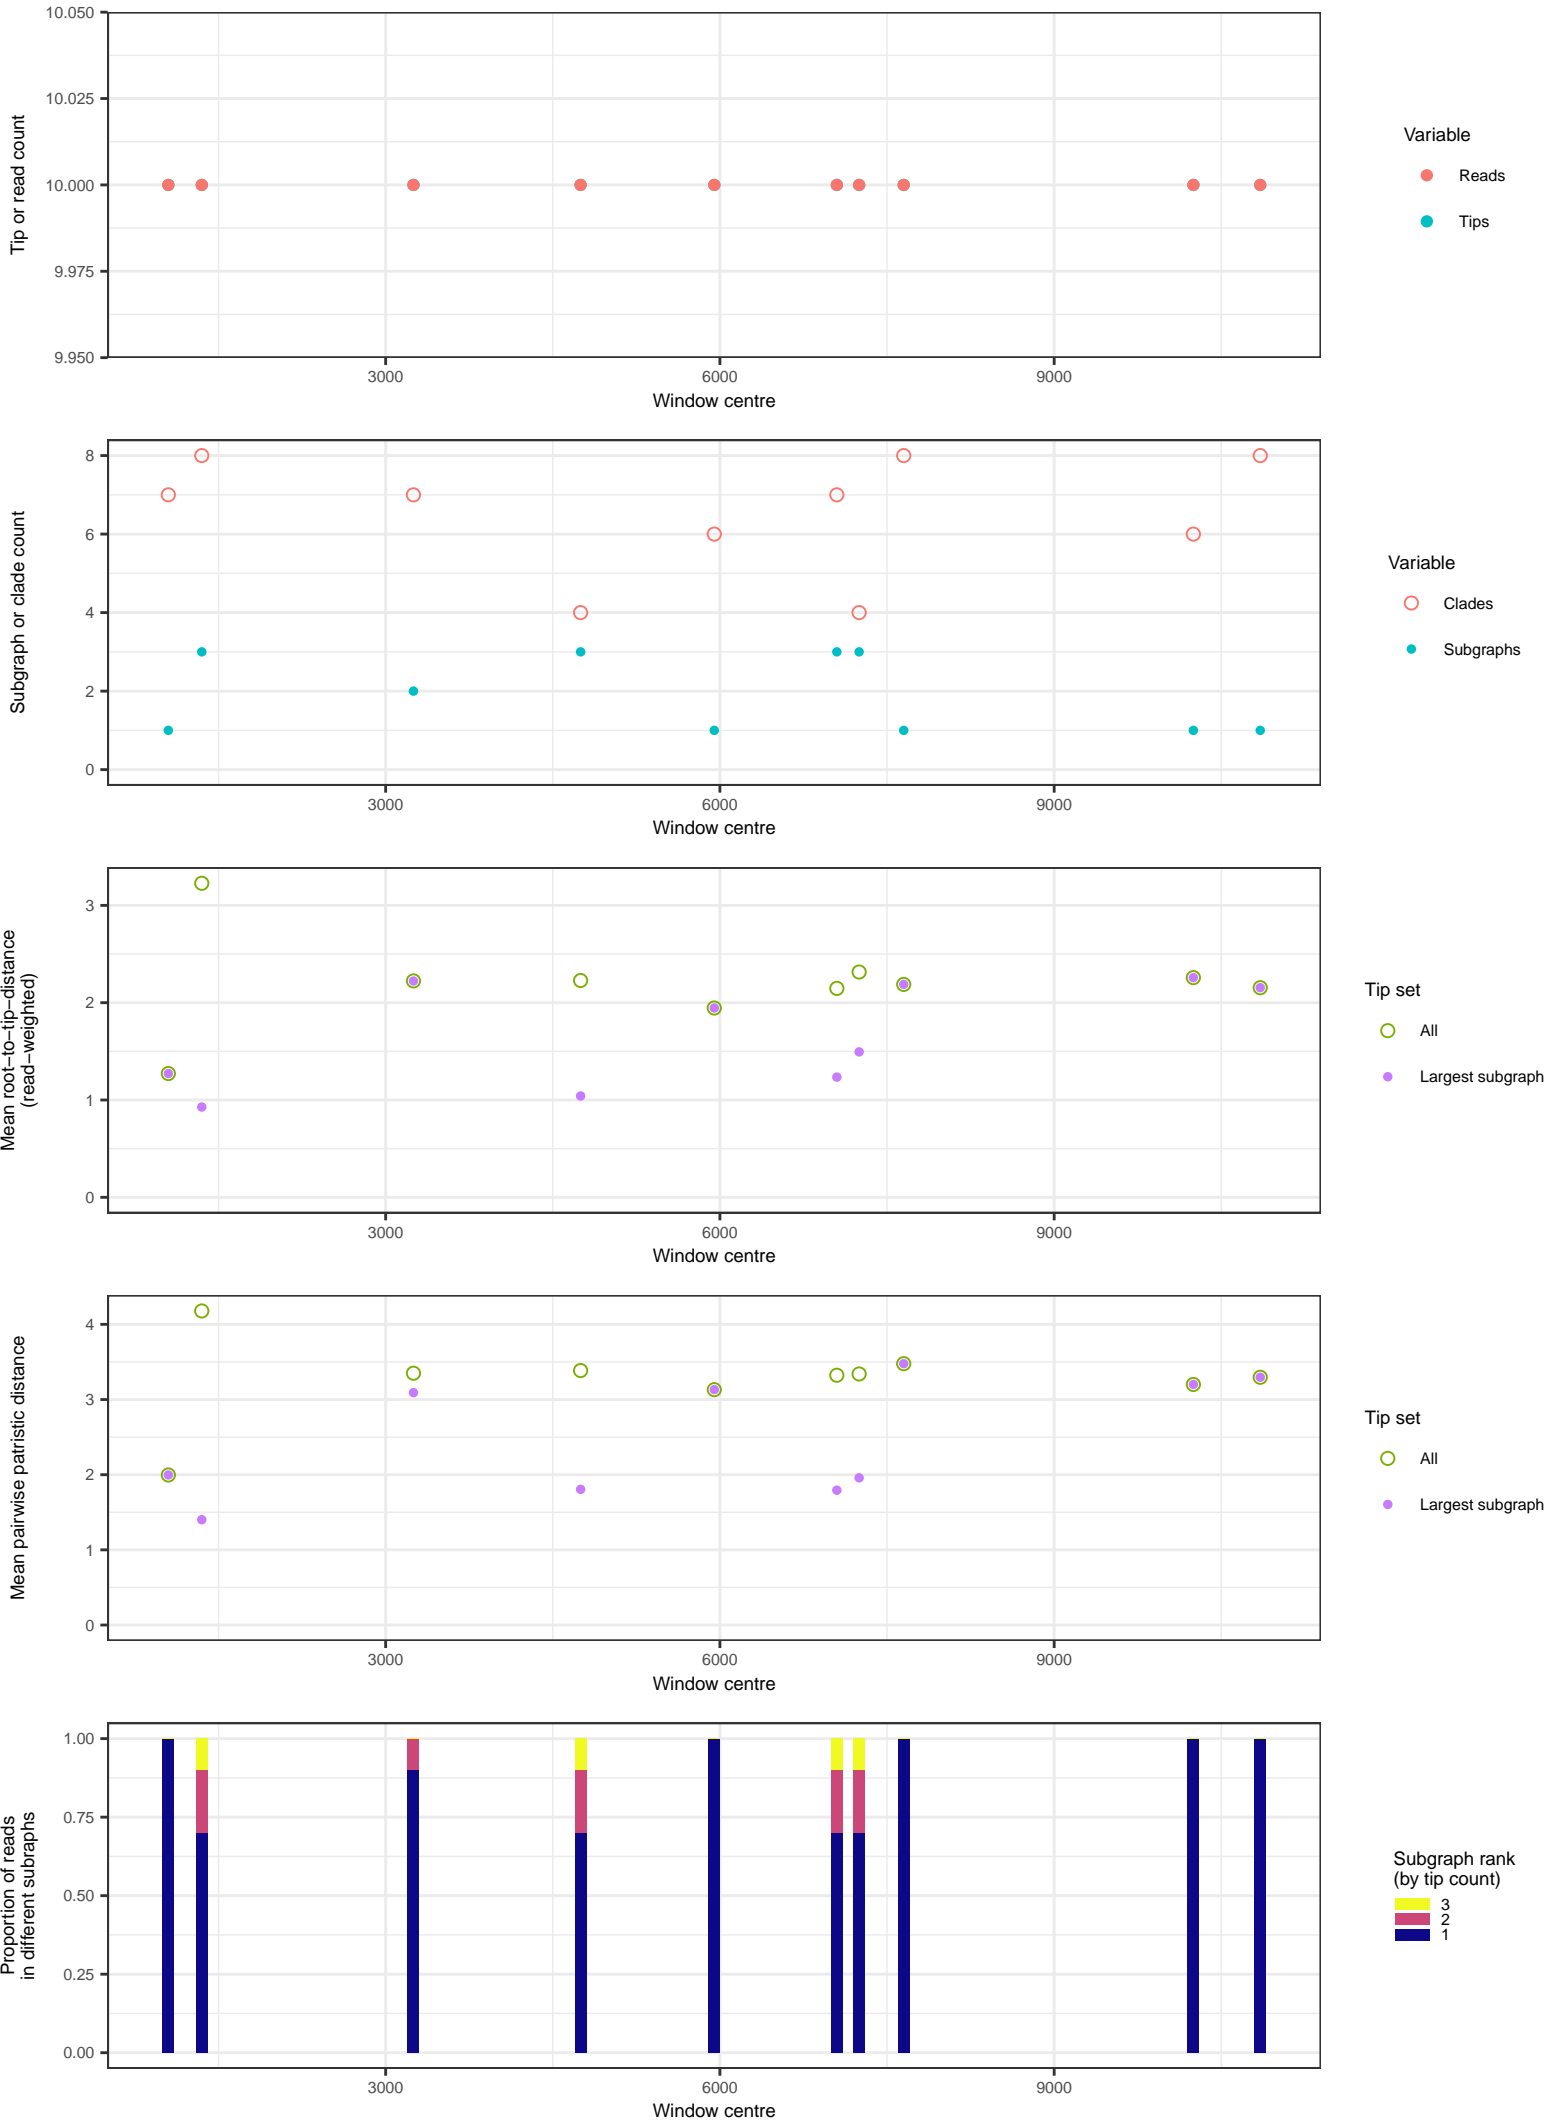 10.050
10.025
10.000
9.975
9.950
Tip or read count
3000
6000
9000
Window centre
Variable
Reads
Tips
8
6
4
2
0
Subgraph or clade count
3000
6000
9000
Window centre
Variable
Clades
Subgraphs
3
2
1
0
Mean root−to−tip−distance
(read−weighted)
3000
6000
9000
Window centre
Tip set
All
Largest subgraph
4
3
2
1
0
Mean pairwise patristic distance
3000
6000
9000
Window centre
Tip set
All
Largest subgraph
1.00
0.75
0.50
0.25
0.00
Proportion of reads
in different subraphs
3000
6000
9000
Window centre
Subgraph rank
(by tip count)
3
2
1